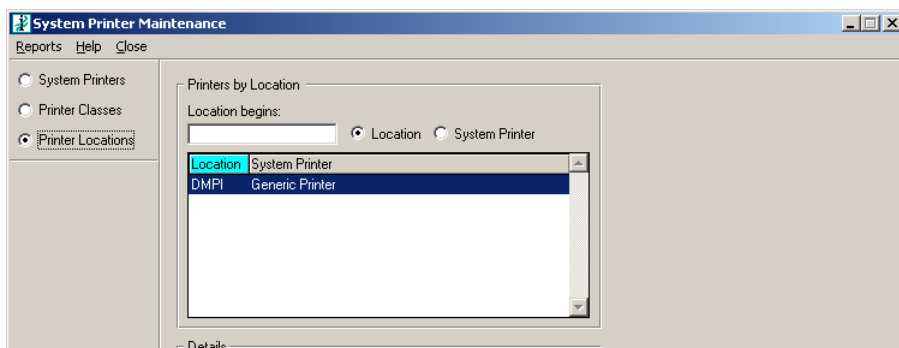 System Printer Maintenance
Reports Help Close
System Printers
Printer Classes
Printer Locations
Printers by Location
Location begins:
Location System Printer
Location System Printer
DMPI Generic Printer
Details